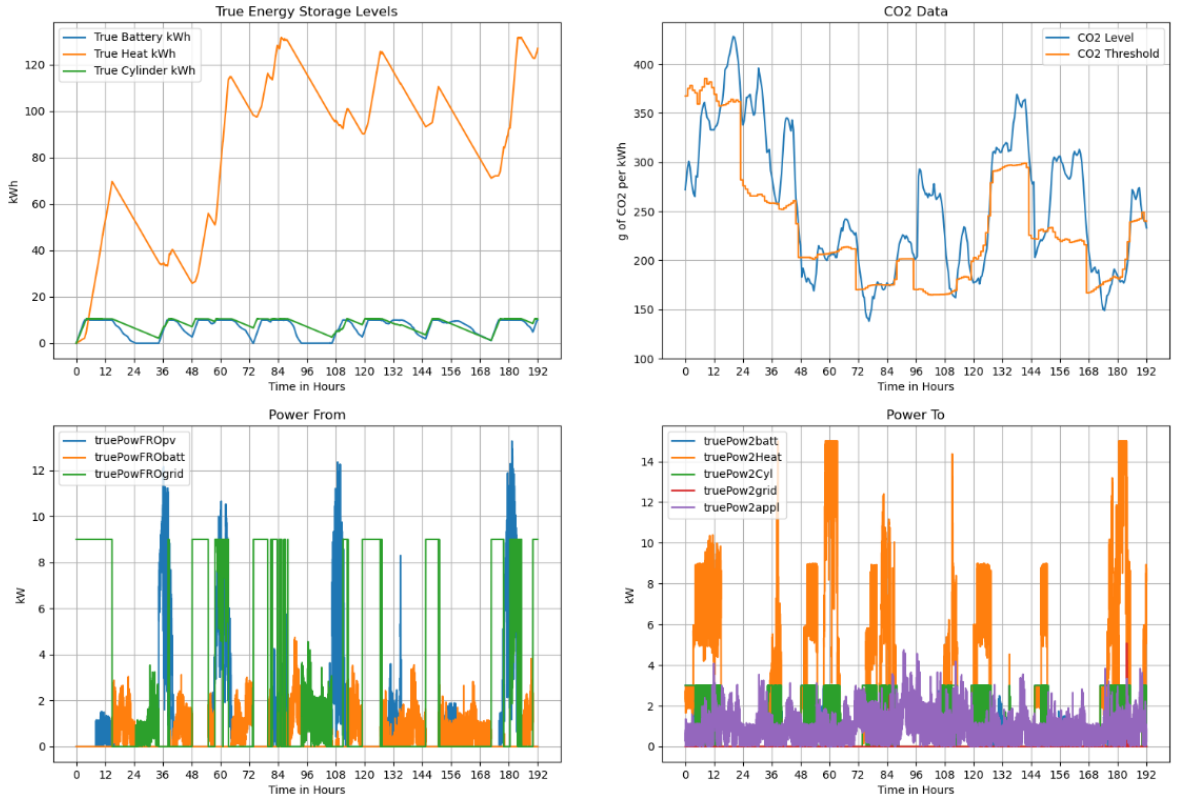 True Energy Storage Levels
True Battery kWh
True Heat kWh
True Cylinder kWh
kWh
120
100
80
60
40
20
0
0 12 24 36 48 60 72 84 96 108 120 132 144 156 168 180 192
Time in Hours
CO2 Data
CO2 Level
CO2 Threshold
g of CO2 per kWh
400
350
300
250
200
150
100
0 12 24 36 48 60 72 84 96 108 120 132 144 156 168 180 192
Time in Hours
Power From
truePowFROpv
truePowFRObatt
truePowFROgrid
kW
12
10
8
6
4
2
0
0 12 24 36 48 60 72 84 96 108 120 132 144 156 168 180 192
Time in Hours
Power To
truePow2batt
truePow2Heat
truePow2Cyl
truePow2grid
truePow2appl
kW
14
12
10
8
6
4
2
0
0 12 24 36 48 60 72 84 96 108 120 132 144 156 168 180 192
Time in Hours